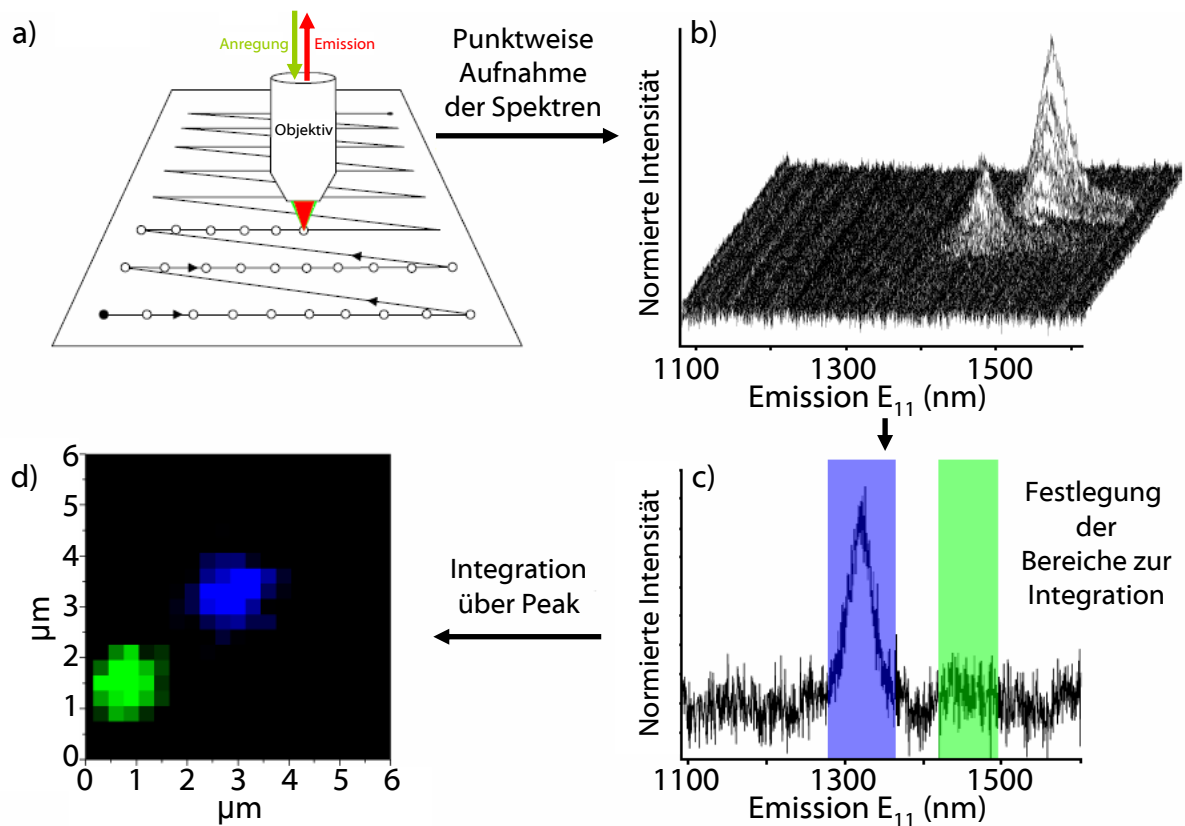 a)
Anregung
Emission
Objektiv
Punktweise
Aufnahme
der Spektren
b)
Normierte Intensität
1100
1300
1500
Emission E₁₁ (nm)
d)
6
5
4
3
2
1
0
µm
0 1 2 3 4 5 6
µm
Integration
über Peak
c)
Normierte Intensität
1100
1300
1500
Emission E₁₁ (nm)
Festlegung
der
Bereiche zur
Integration